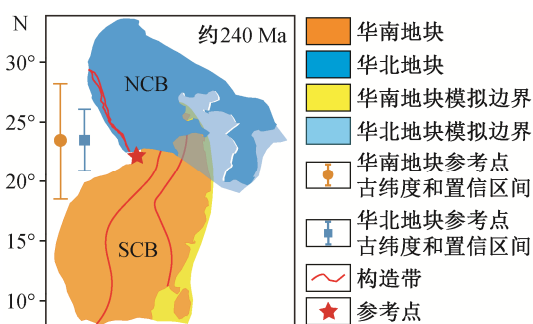 N
约240 Ma
30°
25°
20°
15°
10°
NCB
SCB
华南地块
华北地块
华南地块模拟边界
华北地块模拟边界
华南地块参考点
古纬度和置信区间
华北地块参考点
古纬度和置信区间
构造带
参考点